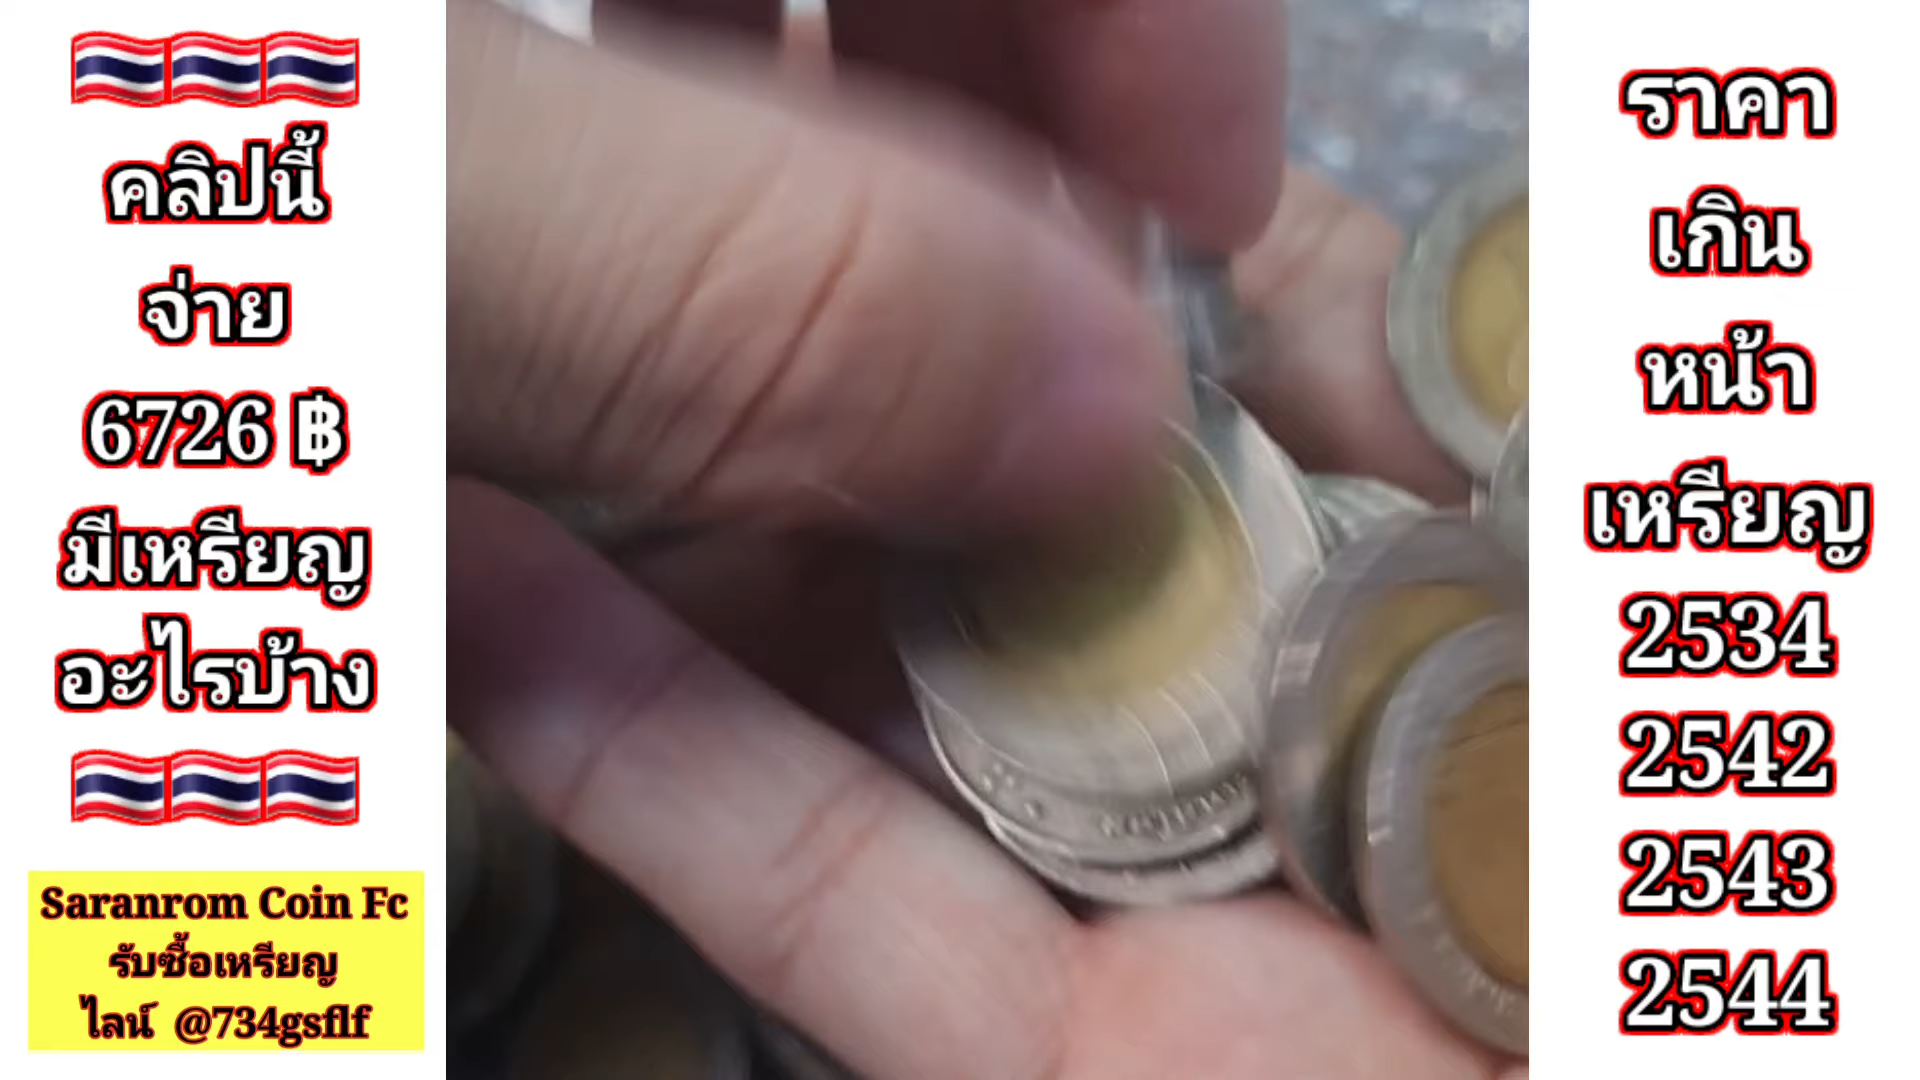 คลิปนี้
จ่าย
6726 ฿
มีเหรียญ
อะไรบ้าง
Saranrom Coin Fc
รับซื้อเหรียญ
ไลน์ @734gsflf
ราคา
เกิน
หน้า
เหรียญ
2534
2542
2543
2544